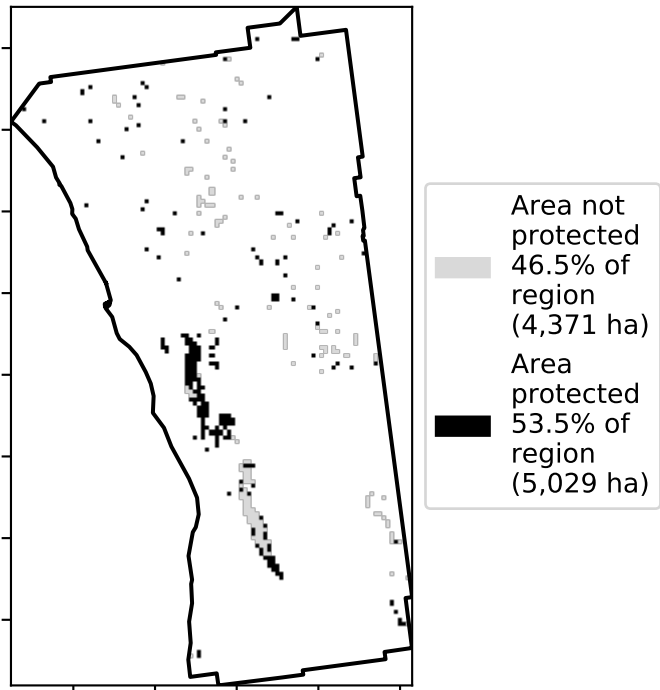 Area not
protected
46.5% of
region
(4,371 ha)
Area
protected
53.5% of
region
(5,029 ha)